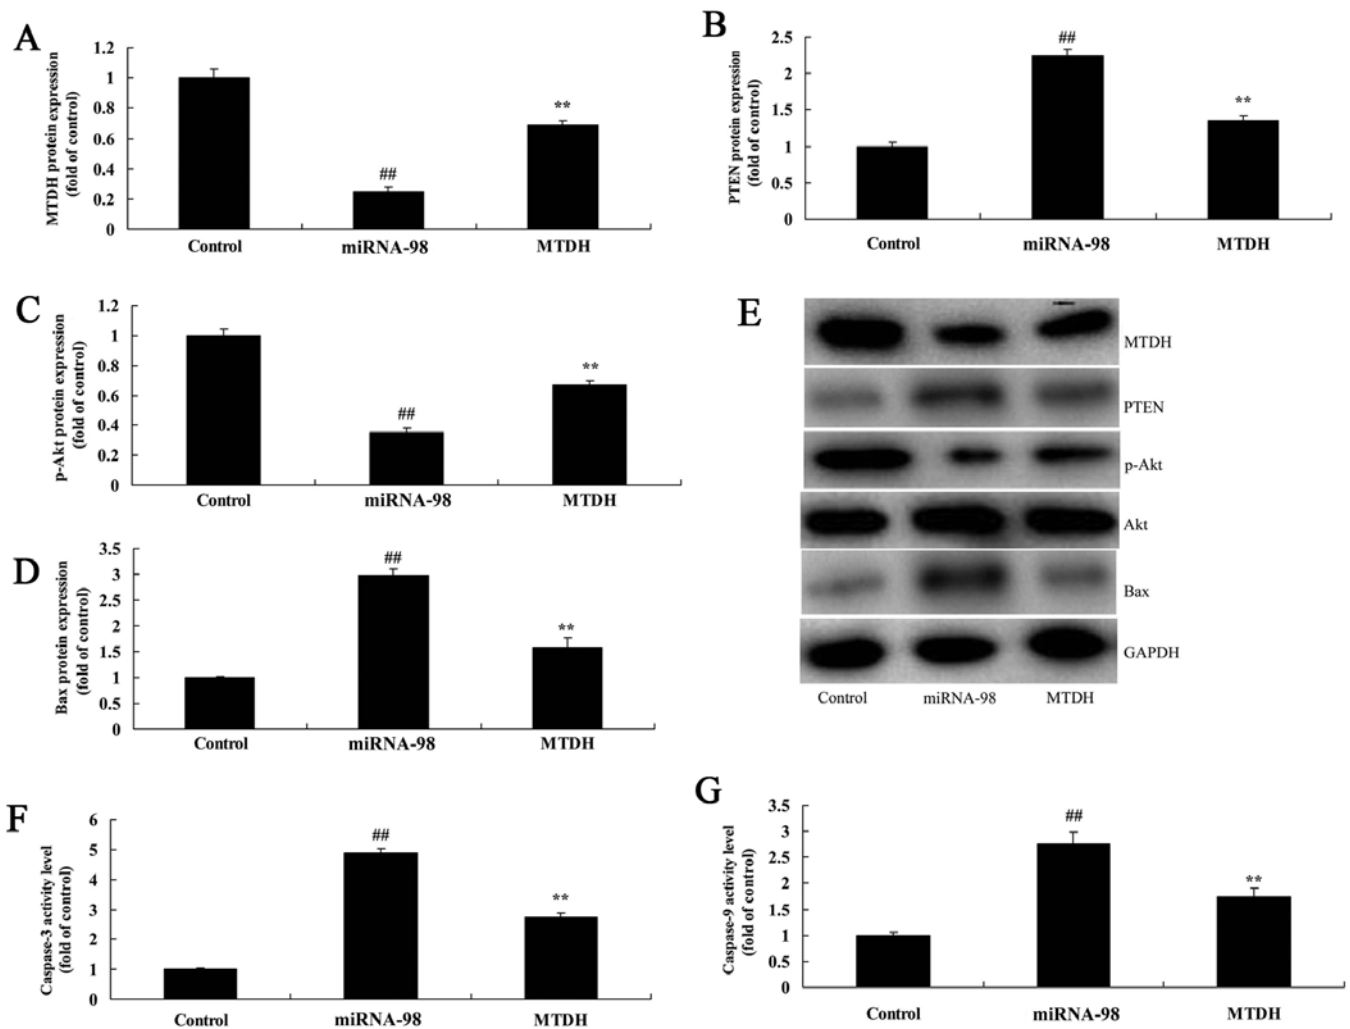 A
MTDH protein expression
(fold of control)
1.2
1
0.8
0.6
0.4
0.2
0
##
**
Control
miRNA-98
MTDH
B
PTEN protein expression
(fold of control)
2.5
2
1.5
1
0.5
0
##
**
Control
miRNA-98
MTDH
C
p-Akt protein expression
(fold of control)
1.2
1
0.8
0.6
0.4
0.2
0
##
**
Control
miRNA-98
MTDH
D
Bax protein expression
(fold of control)
3.5
3
2.5
2
1.5
1
0.5
0
##
**
Control
miRNA-98
MTDH
E
MTDH
PTEN
p-Akt
Akt
Bax
GAPDH
Control
miRNA-98
MTDH
F
Caspase-3 activity level
(fold of control)
6
5
4
3
2
1
0
##
**
Control
miRNA-98
MTDH
G
Caspase-9 activity level
(fold of control)
3.5
3
2.5
2
1.5
1
0.5
0
##
**
Control
miRNA-98
MTDH